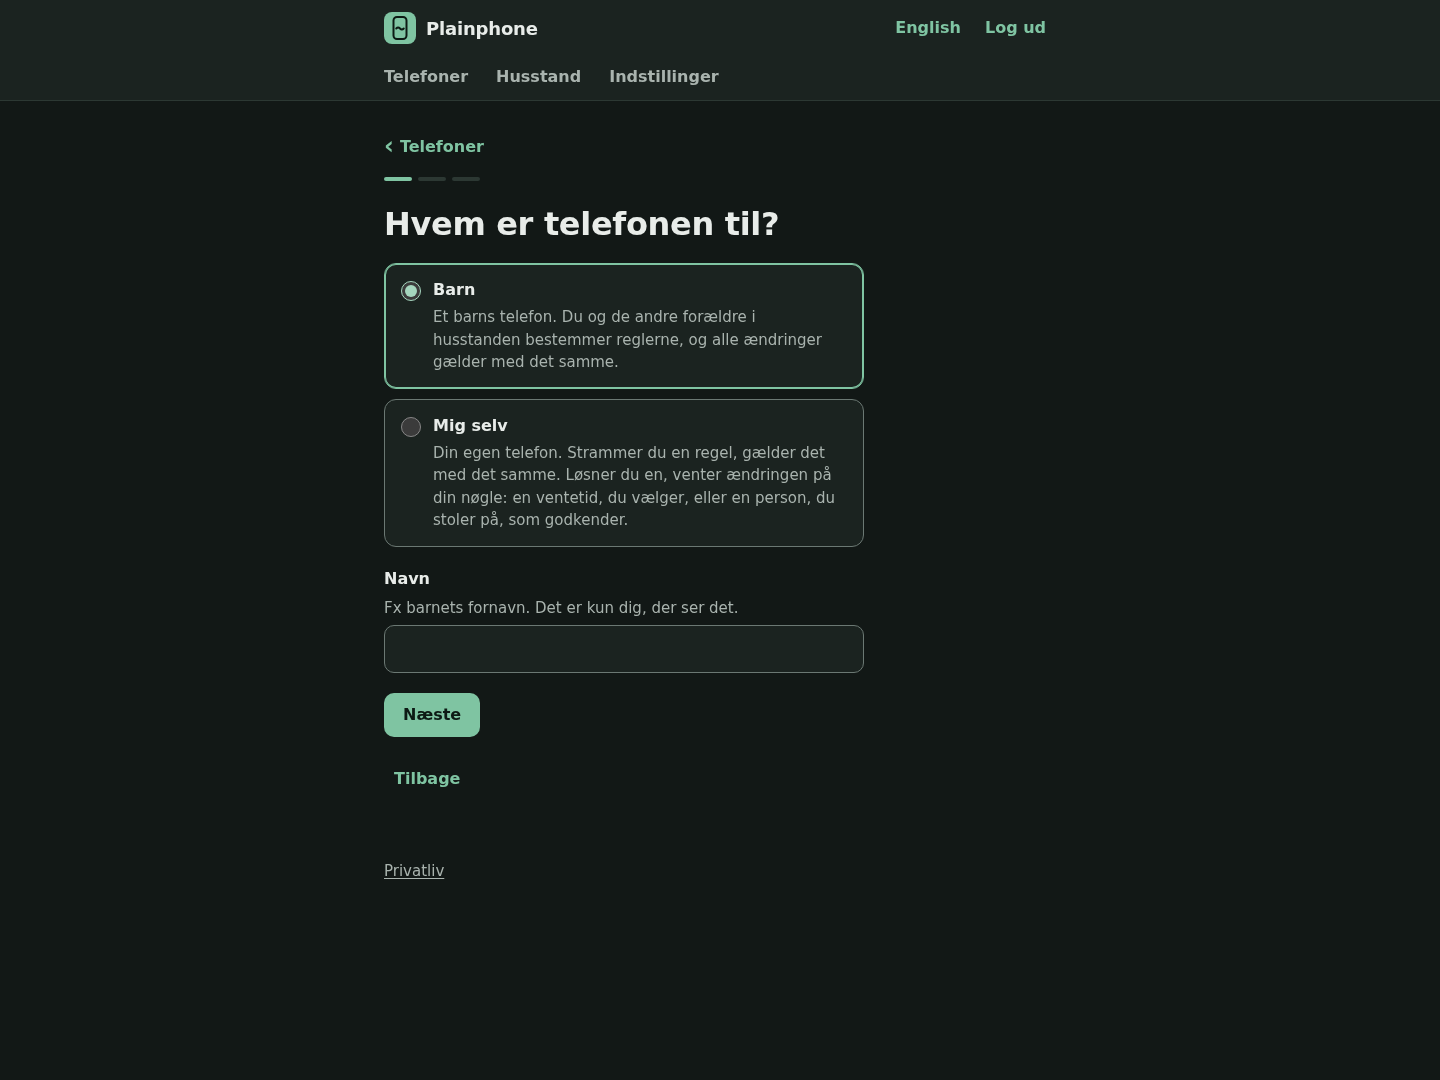 Plainphone
English
Log ud
Telefoner
Husstand
Indstillinger
‹ Telefoner
Hvem er telefonen til?
Barn
Et barns telefon. Du og de andre forældre i
husstanden bestemmer reglerne, og alle ændringer
gælder med det samme.
Mig selv
Din egen telefon. Strammer du en regel, gælder det
med det samme. Løsner du en, venter ændringen på
din nøgle: en ventetid, du vælger, eller en person, du
stoler på, som godkender.
Navn
Fx barnets fornavn. Det er kun dig, der ser det.
Næste
Tilbage
Privatliv